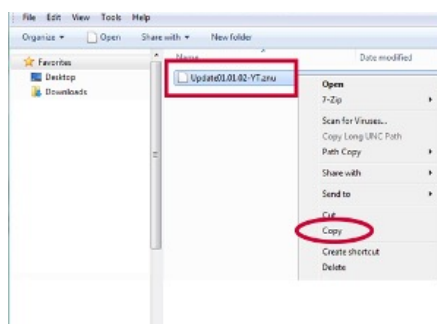 File Edit View Tools Help
Organize Open Share with New folder
Favorites
Desktop
Downloads
Name Date modified
Update01.01.02-YT.znu
Open
7-Zip
Scan for Viruses...
Copy Long UNC Path
Path Copy
Share with
Send to
Cut
Copy
Create shortcut
Delete